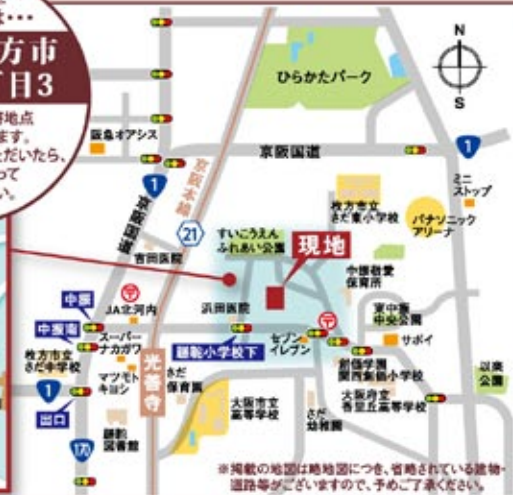 方市
目3
地点
ます。
ただいたら、
って
い。
N
S
ひらかたパーク
阪急オアシス
京阪国道
1
1
京阪国道
京阪本線
21
ミニ
ストップ
枚方市立
さだ東小学校
パナソニック
アリーナ
すいこうえん
ふれあい公園
現地
吉田医院
中振敬愛
保育所
中振
JA北河内
浜田医院
東中振
中央公園
中振南
スーパー
ナカガワ
蹉跎小学校下
セブン
イレブン
サボイ
枚方市立
さだ中学校
マツモト
キヨシ
光善寺
さだ
保育園
創価学園
関西創価小学校
以楽
公園
1
出口
大阪市立
高等学校
さだ
幼稚園
大阪府立
香里丘高等学校
170
蹉跎
図書館
※掲載の地図は略地図につき、省略されている建物・
道路等がございますので、予めご了承ください。